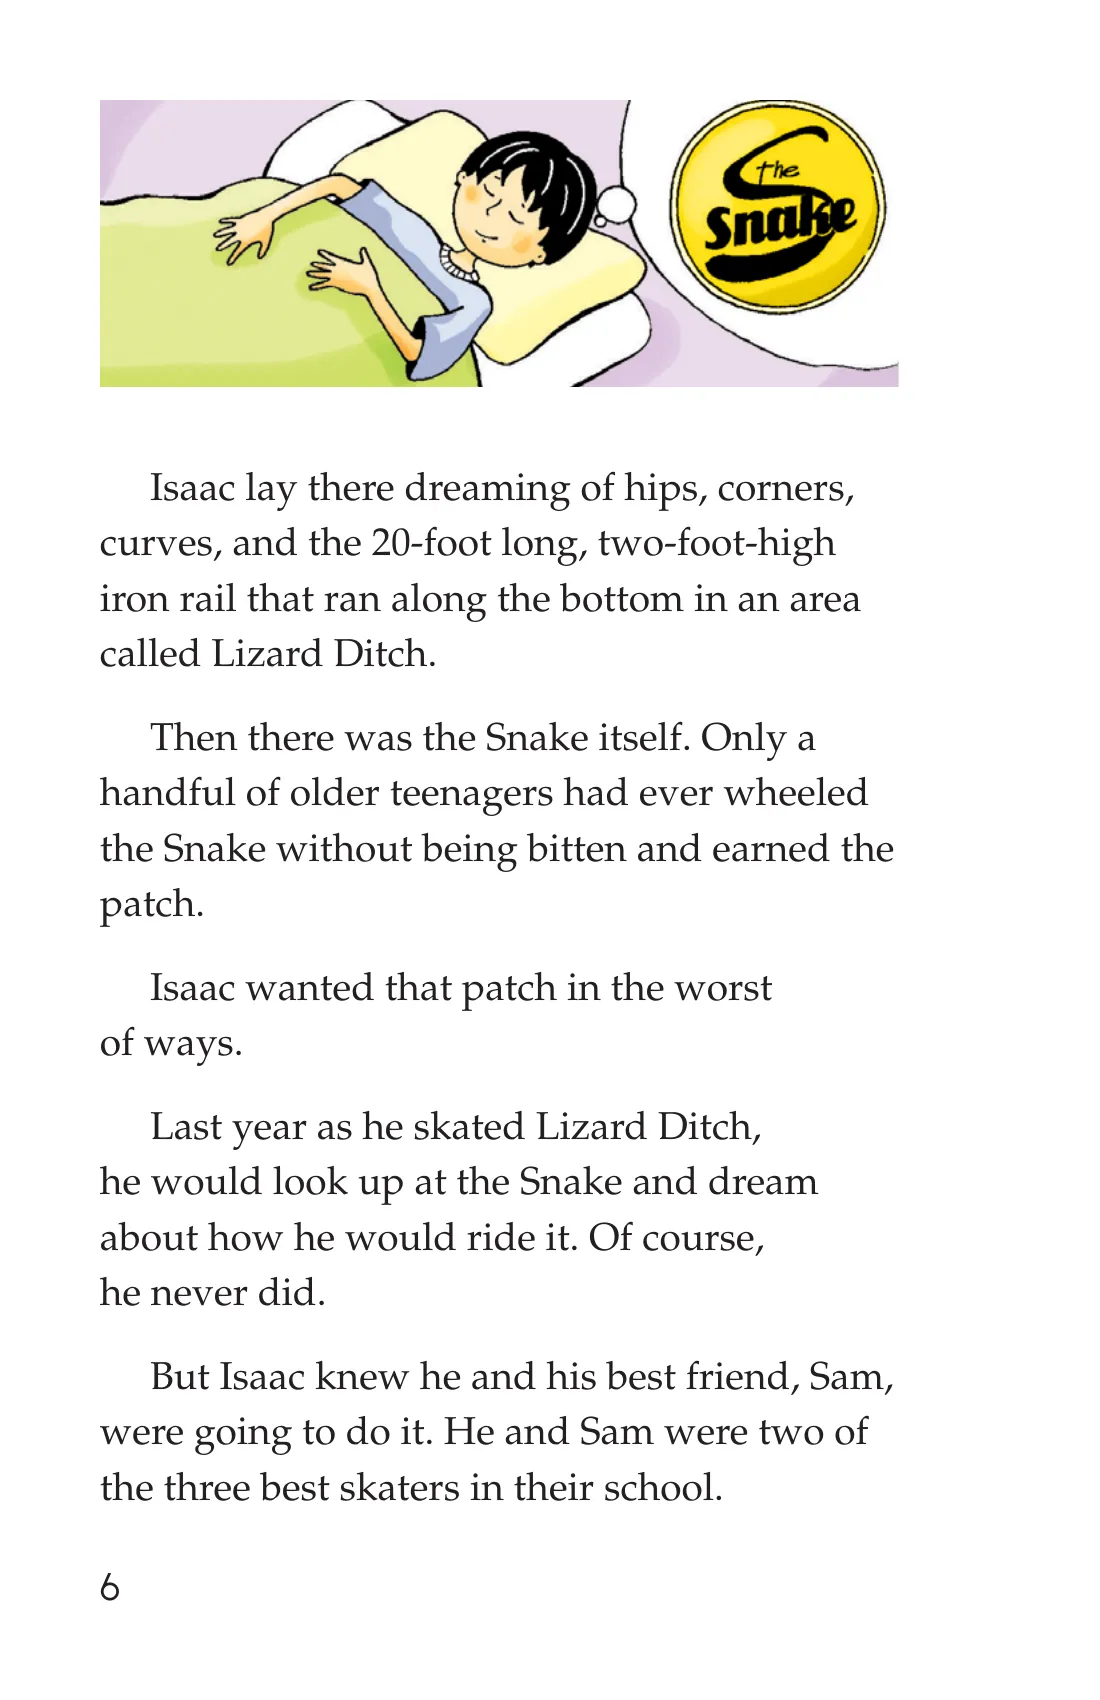 the
Snake
Isaac lay there dreaming of hips, corners,
curves, and the 20-foot long, two-foot-high
iron rail that ran along the bottom in an area
called Lizard Ditch.
Then there was the Snake itself. Only a
handful of older teenagers had ever wheeled
the Snake without being bitten and earned the
patch.
Isaac wanted that patch in the worst
of ways.
Last year as he skated Lizard Ditch,
he would look up at the Snake and dream
about how he would ride it. Of course,
he never did.
But Isaac knew he and his best friend, Sam,
were going to do it. He and Sam were two of
the three best skaters in their school.
6